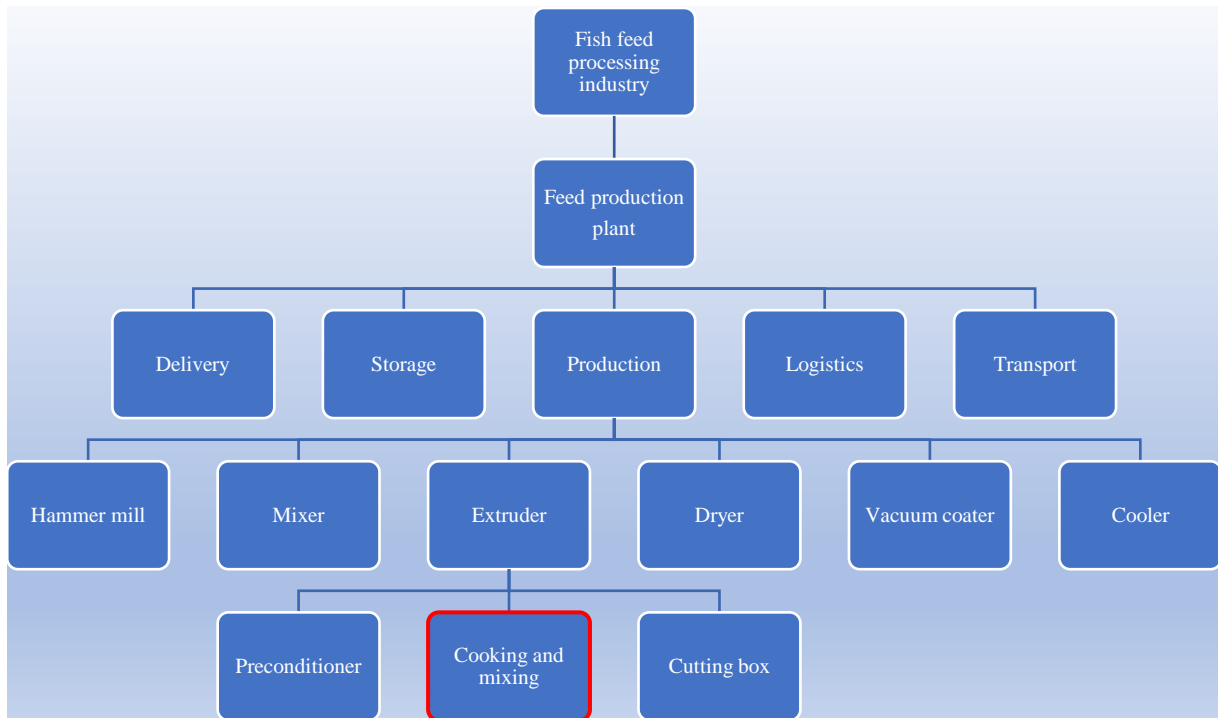 Fish feed
processing
industry
Feed production
plant
Delivery
Storage
Production
Logistics
Transport
Hammer mill
Mixer
Extruder
Dryer
Vacuum coater
Cooler
Preconditioner
Cooking and
mixing
Cutting box